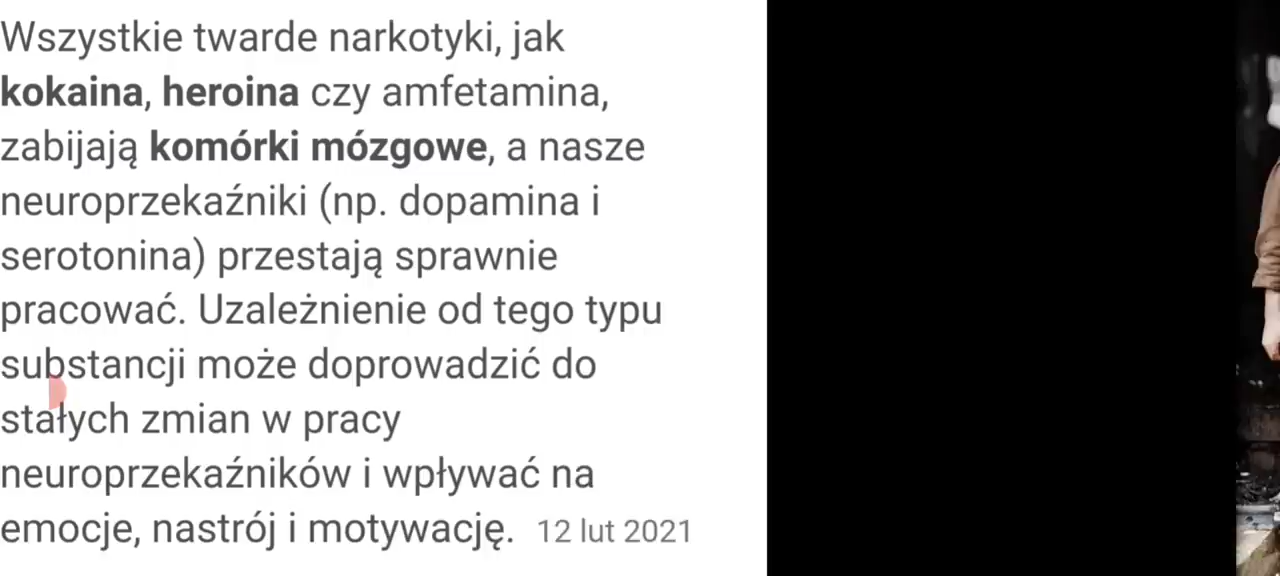 Wszystkie twarde narkotyki, jak
kokaina, heroina czy amfetamina,
zabijają komórki mózgowe, a nasze
neuroprzekaźniki (np. dopamina i
serotonina) przestają sprawnie
pracować. Uzależnienie od tego typu
substancji może doprowadzić do
stałych zmian w pracy
neuroprzekaźników i wpływać na
emocje, nastrój i motywację. 12 lut 2021